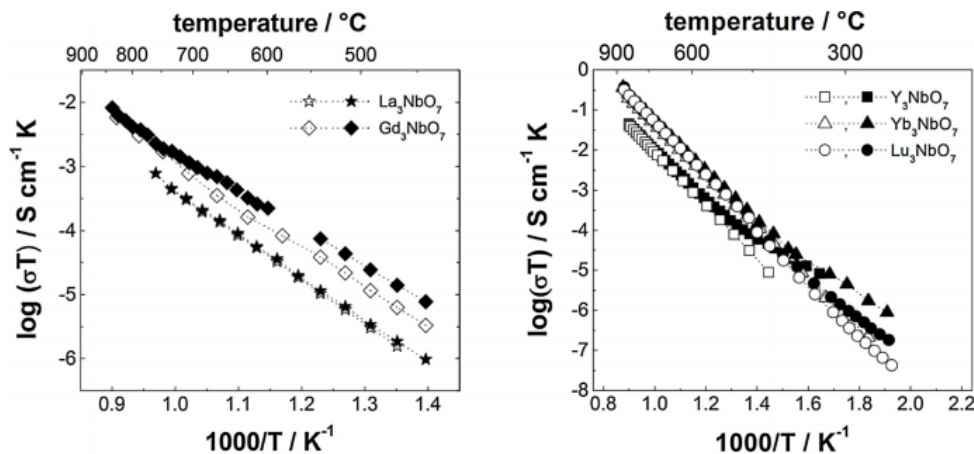 temperature / °C
900 800 700 600 500
log (σT) / S cm⁻¹ K
-2
-3
-4
-5
-6
La₃NbO₇
Gd₃NbO₇
0.9 1.0 1.1 1.2 1.3 1.4
1000/T / K⁻¹
temperature / °C
900 600 300
log(σT) / S cm⁻¹ K
0
-1
-2
-3
-4
-5
-6
-7
-8
, Y₃NbO₇
, Yb₃NbO₇
, Lu₃NbO₇
0.8 1.0 1.2 1.4 1.6 1.8 2.0 2.2
1000/T / K⁻¹